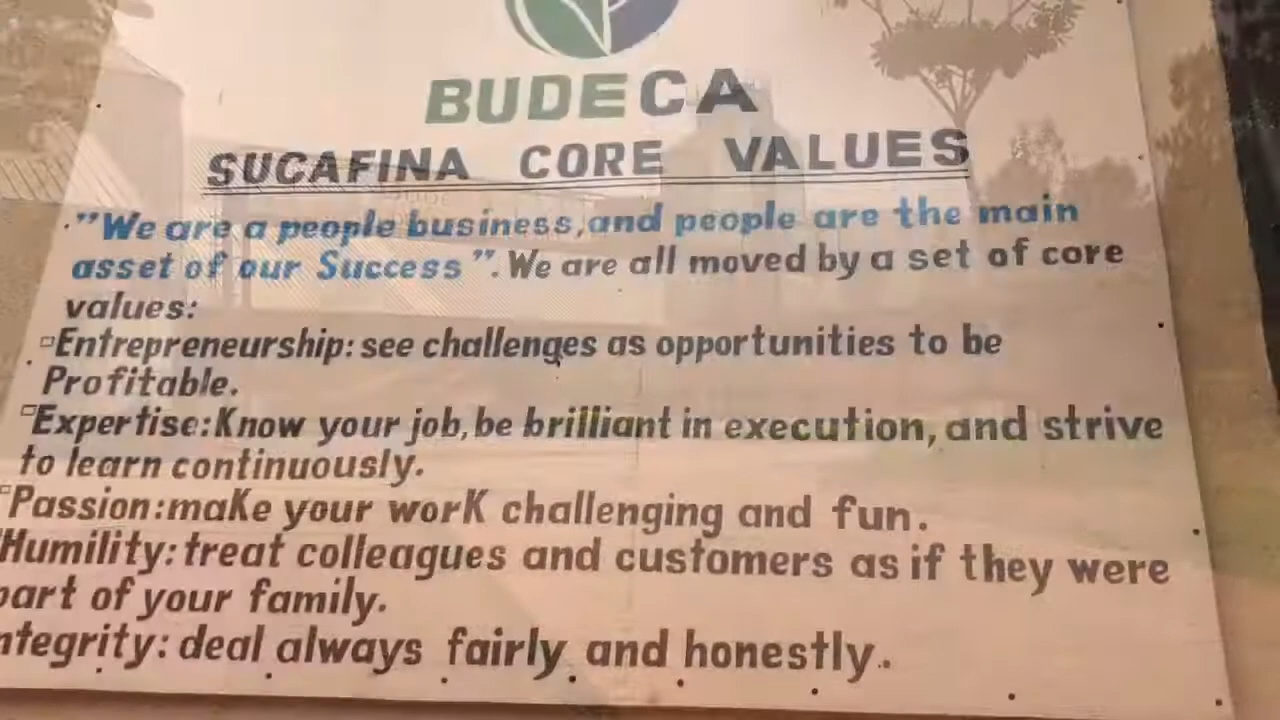 BUDECA
SUCAFINA CORE VALUES
"We are a people business,and people are the main
asset of our Success". We are all moved by a set of core
values:
Entrepreneurship: see challenges as opportunities to be
Profitable.
Expertise:Know your job, be brilliant in execution, and strive
to learn continuously.
Passion:make your work challenging and fun.
Humility: treat colleagues and customers as if they were
part of your family.
ntegrity: deal always fairly and honestly.